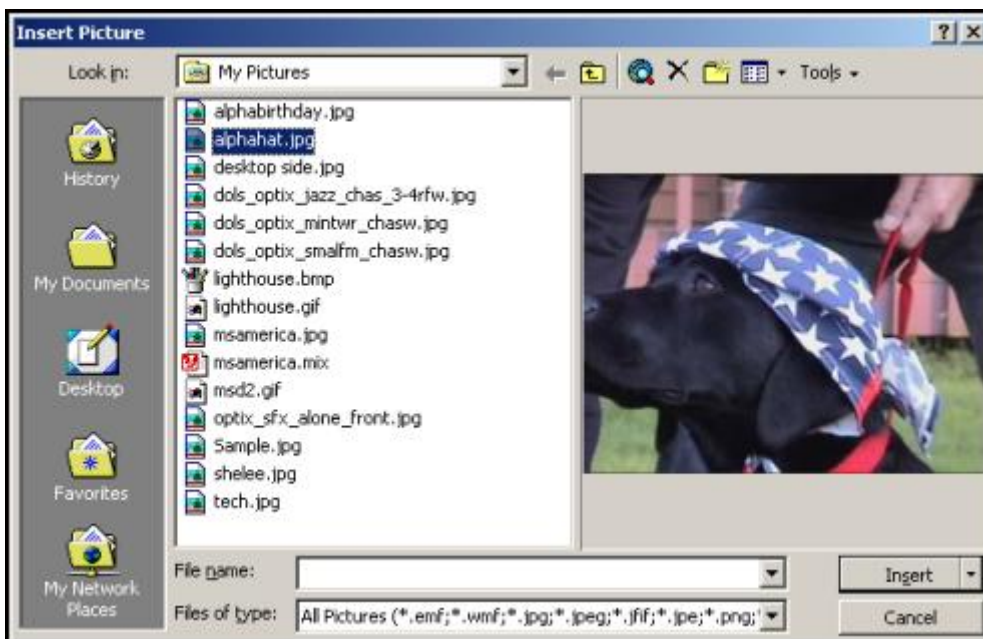 Insert Picture
Look in:
My Pictures
Tools
History
My Documents
Desktop
Favorites
My Network
Places
alphabirthday.jpg
alphahat.jpg
desktop side.jpg
dols_optix_jazz_chas_3-4rfw.jpg
dols_optix_mintwr_chasw.jpg
dols_optix_smalfm_chasw.jpg
lighthouse.bmp
lighthouse.gif
msamerica.jpg
msamerica.mix
msd2.gif
optix_sfx_alone_front.jpg
Sample.jpg
shelee.jpg
tech.jpg
File name:
Insert
Files of type:
All Pictures (*.emf;*.wmf;*.jpg;*.jpeg;*.jfif;*.jpe;*.png;
Cancel